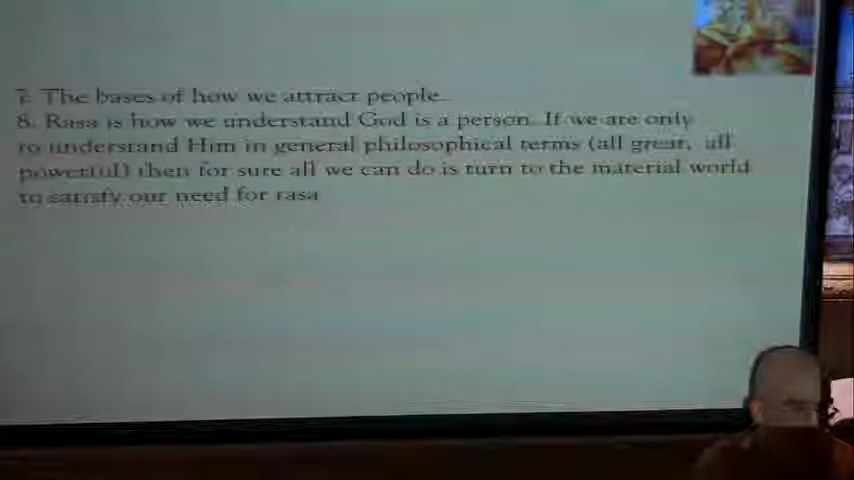 7. The bases of how we attract people.
8. Rasa is how we understand God is a person. If we are only
to understand Him in general philosophical terms (all great, all
powerful) then for sure all we can do is turn to the material world
to satisfy our need for rasa